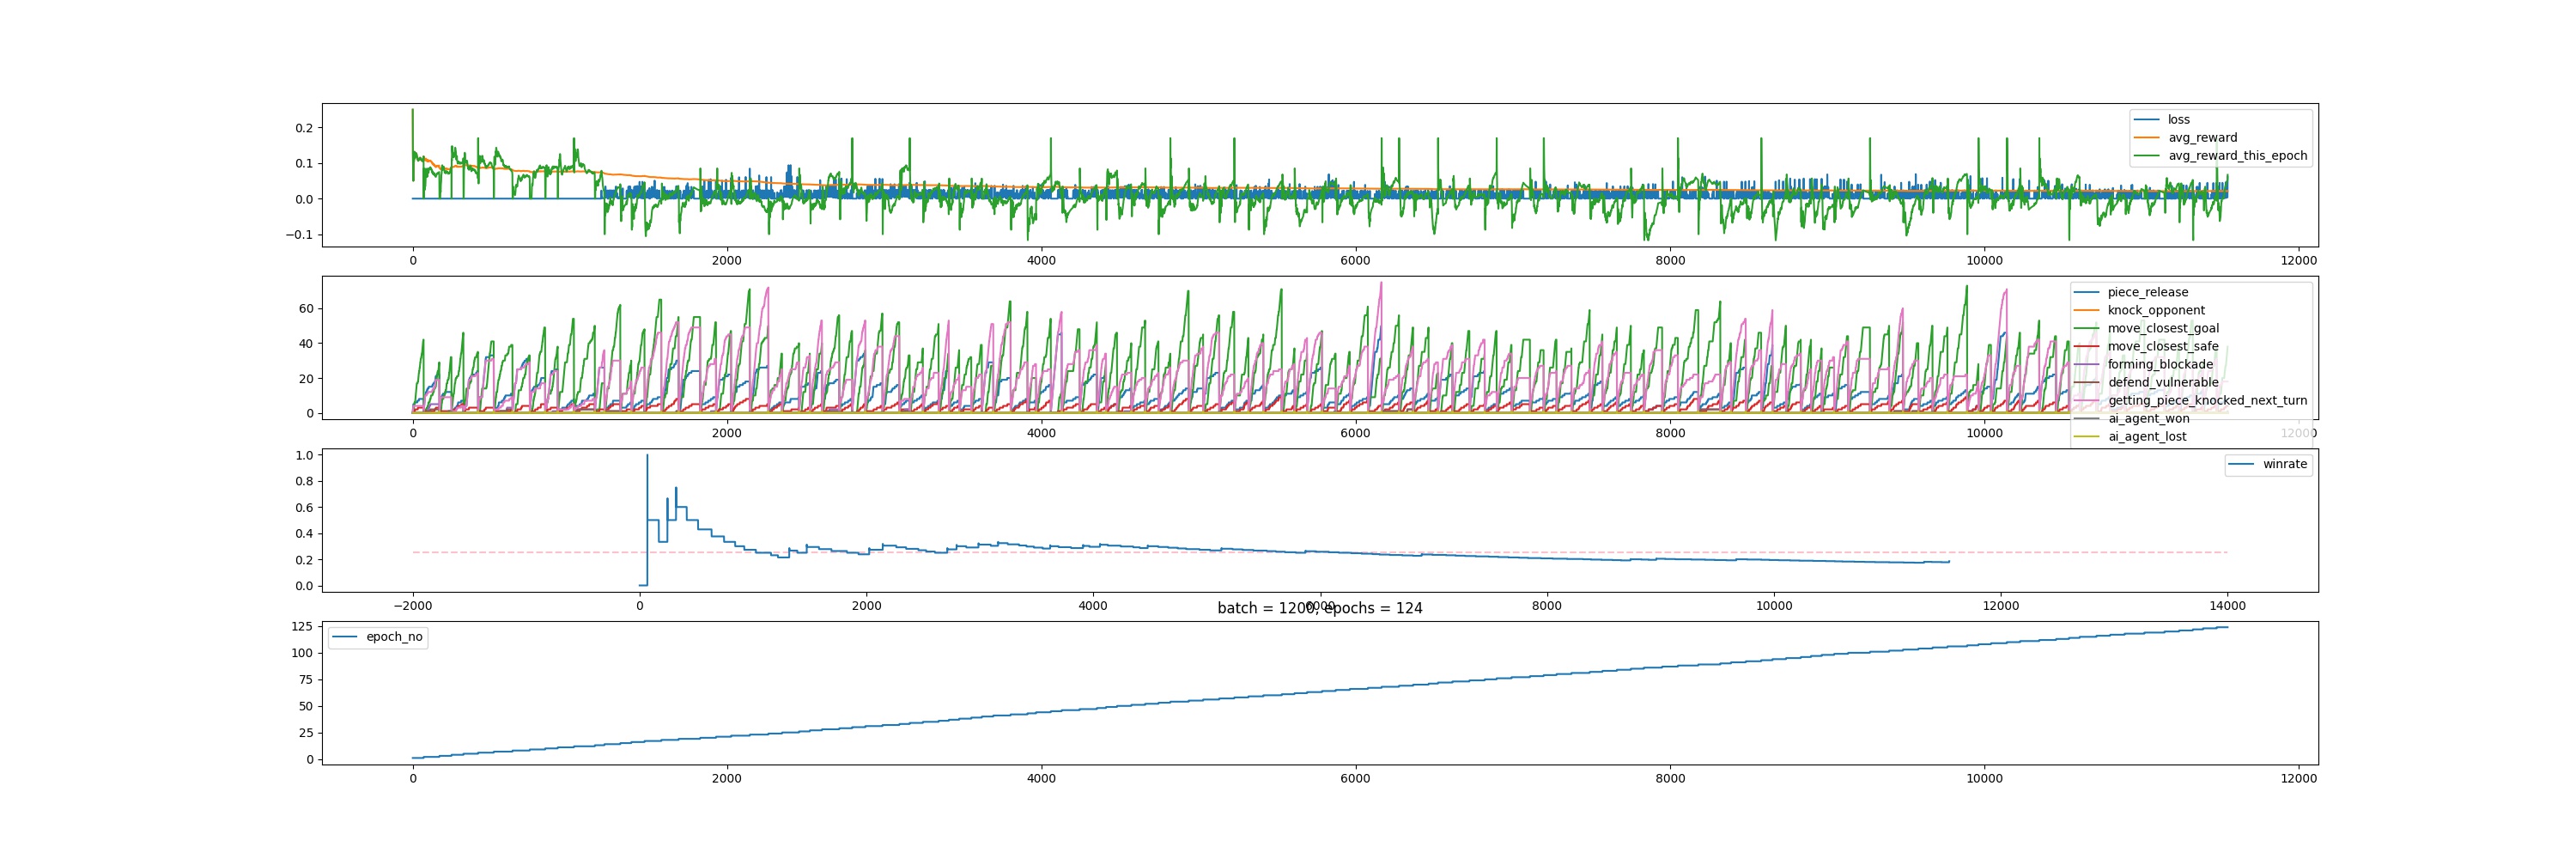 0.2
0.1
0.0
−0.1
loss
avg_reward
avg_reward_this_epoch
0 2000 4000 6000 8000 10000 12000
60
40
20
0
piece_release
knock_opponent
move_closest_goal
move_closest_safe
forming_blockade
defend_vulnerable
getting_piece_knocked_next_turn
ai_agent_won
ai_agent_lost
0 2000 4000 6000 8000 10000 12000
1.0
0.8
0.6
0.4
0.2
0.0
winrate
−2000 0 2000 4000 6000 8000 10000 12000 14000
batch = 1200, epochs = 124
125
100
75
50
25
0
epoch_no
0 2000 4000 6000 8000 10000 12000